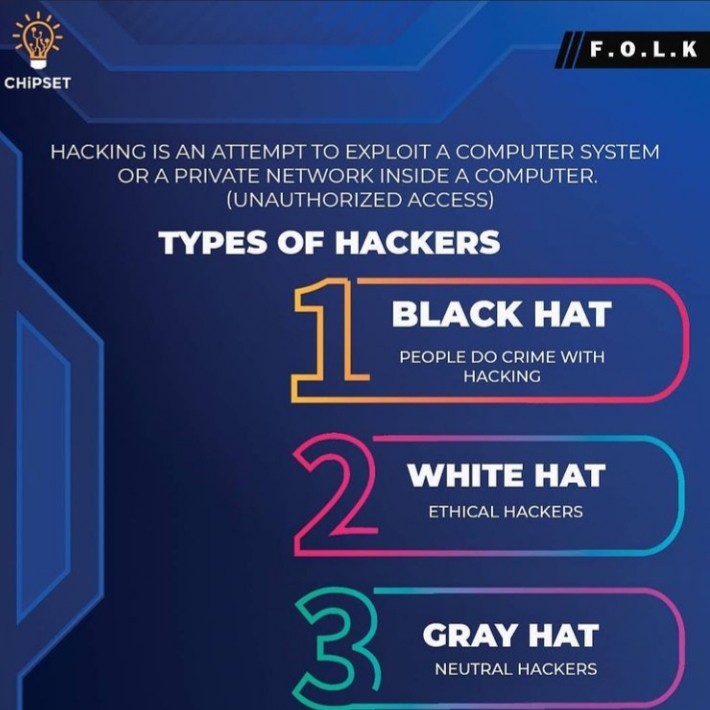 CHiPSET
F.O.L.K
HACKING IS AN ATTEMPT TO EXPLOIT A COMPUTER SYSTEM
OR A PRIVATE NETWORK INSIDE A COMPUTER.
(UNAUTHORIZED ACCESS)
TYPES OF HACKERS
1
BLACK HAT
PEOPLE DO CRIME WITH
HACKING
2
WHITE HAT
ETHICAL HACKERS
3
GRAY HAT
NEUTRAL HACKERS